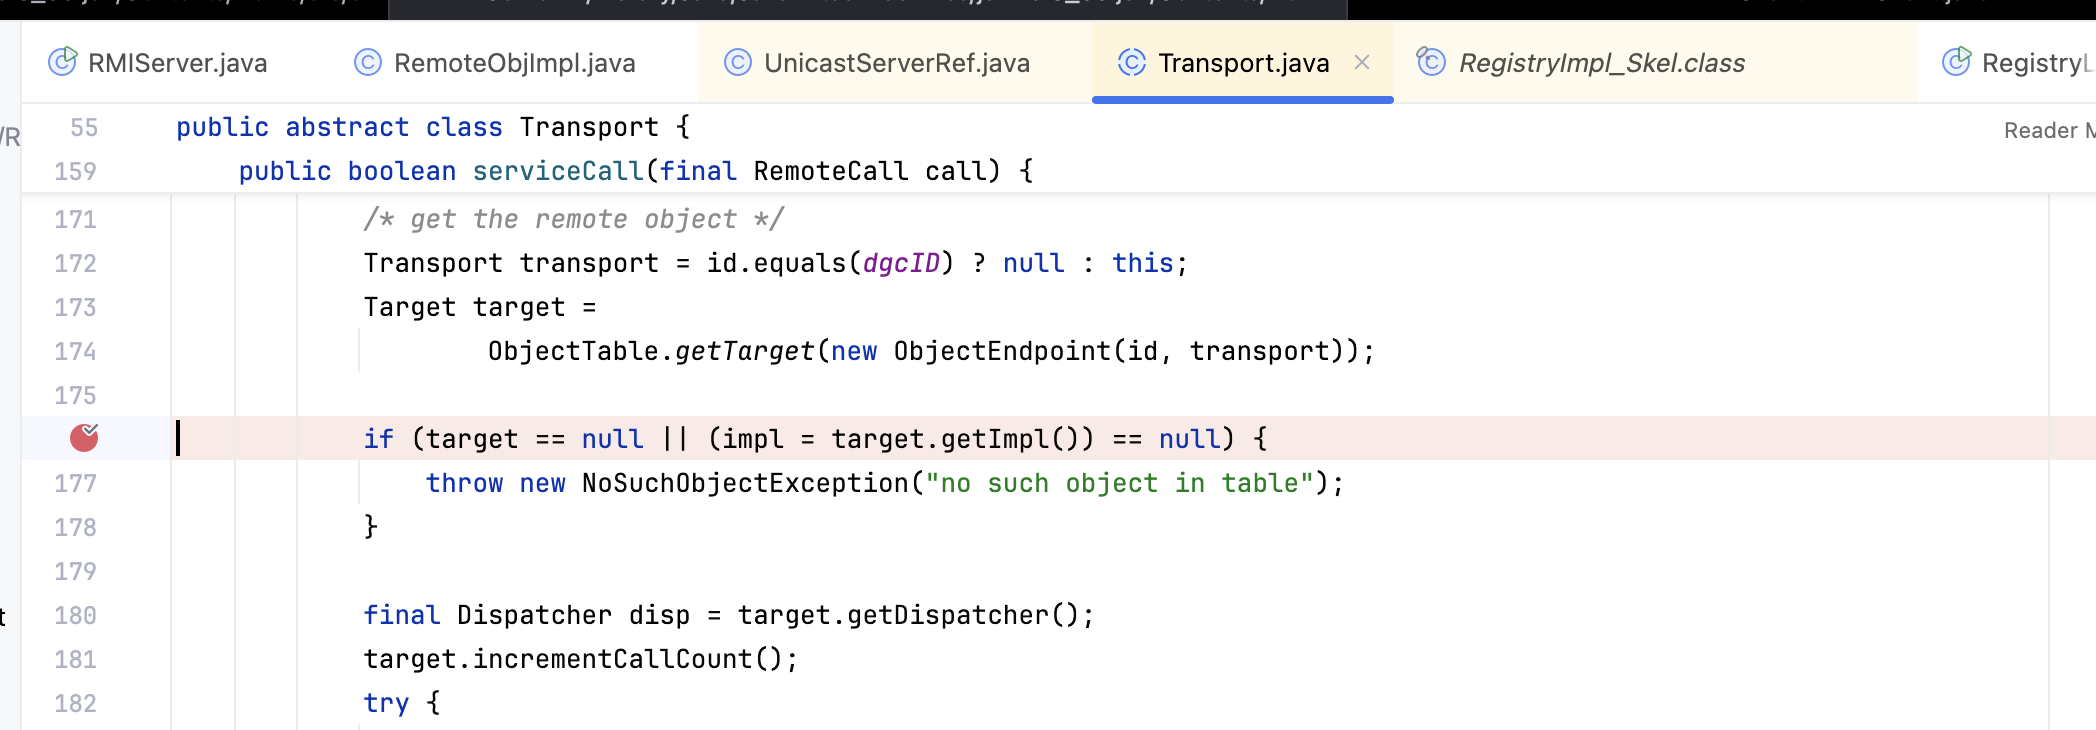 RMIServer.java RemoteObjImpl.java UnicastServerRef.java Transport.java RegistryImpl_Skel.class Registry
55 public abstract class Transport {
Reader
/R
159 public boolean serviceCall(final RemoteCall call) {
171 /* get the remote object */
172 Transport transport = id.equals(dgcID) ? null : this;
173 Target target =
174 ObjectTable.getTarget(new ObjectEndpoint(id, transport));
175
if (target == null || (impl = target.getImpl()) == null) {
177 throw new NoSuchObjectException("no such object in table");
178 }
179
t
180 final Dispatcher disp = target.getDispatcher();
181 target.incrementCallCount();
182 try {